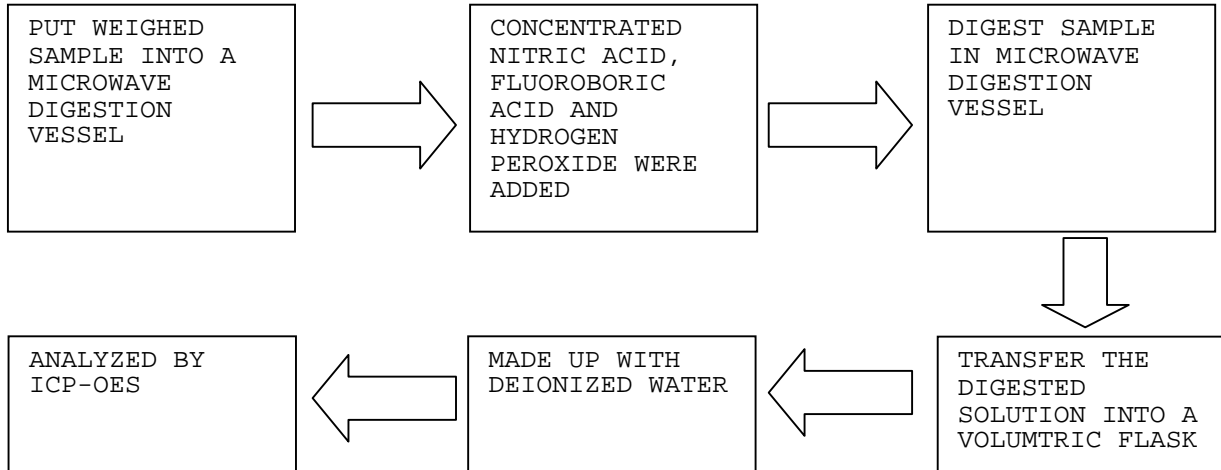 PUT WEIGHED
SAMPLE INTO A
MICROWAVE
DIGESTION
VESSEL
CONCENTRATED
NITRIC ACID,
FLUOROBORIC
ACID AND
HYDROGEN
PEROXIDE WERE
ADDED
DIGEST SAMPLE
IN MICROWAVE
DIGESTION
VESSEL
TRANSFER THE
DIGESTED
SOLUTION INTO A
VOLUMTRIC FLASK
MADE UP WITH
DEIONIZED WATER
ANALYZED BY
ICP-OES